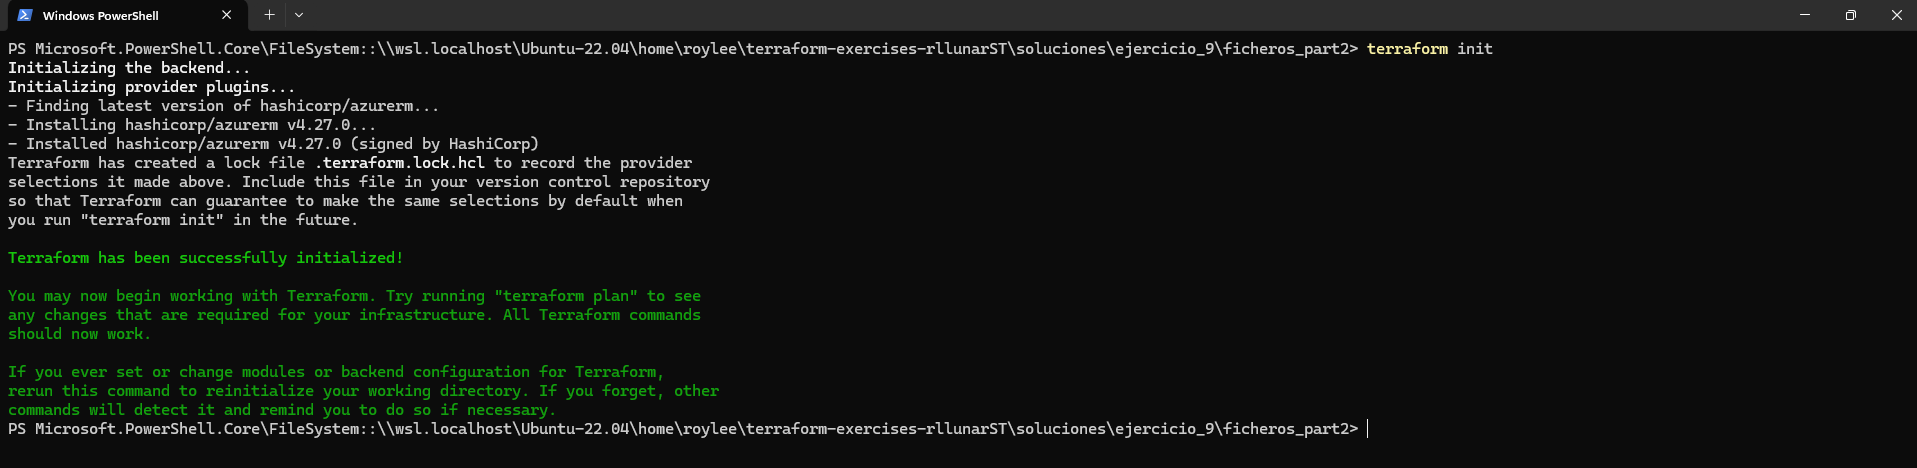 Windows PowerShell
PS Microsoft.PowerShell.Core\FileSystem::\\wsl.localhost\Ubuntu-22.04\home\roylee\terraform-exercises-rllunarST\soluciones\ejercicio_9\ficheros_part2> terraform init
Initializing the backend...
Initializing provider plugins...
- Finding latest version of hashicorp/azurerm...
- Installing hashicorp/azurerm v4.27.0...
- Installed hashicorp/azurerm v4.27.0 (signed by HashiCorp)
Terraform has created a lock file .terraform.lock.hcl to record the provider
selections it made above. Include this file in your version control repository
so that Terraform can guarantee to make the same selections by default when
you run "terraform init" in the future.
Terraform has been successfully initialized!
You may now begin working with Terraform. Try running "terraform plan" to see
any changes that are required for your infrastructure. All Terraform commands
should now work.
If you ever set or change modules or backend configuration for Terraform,
rerun this command to reinitialize your working directory. If you forget, other
commands will detect it and remind you to do so if necessary.
PS Microsoft.PowerShell.Core\FileSystem::\\wsl.localhost\Ubuntu-22.04\home\roylee\terraform-exercises-rllunarST\soluciones\ejercicio_9\ficheros_part2>